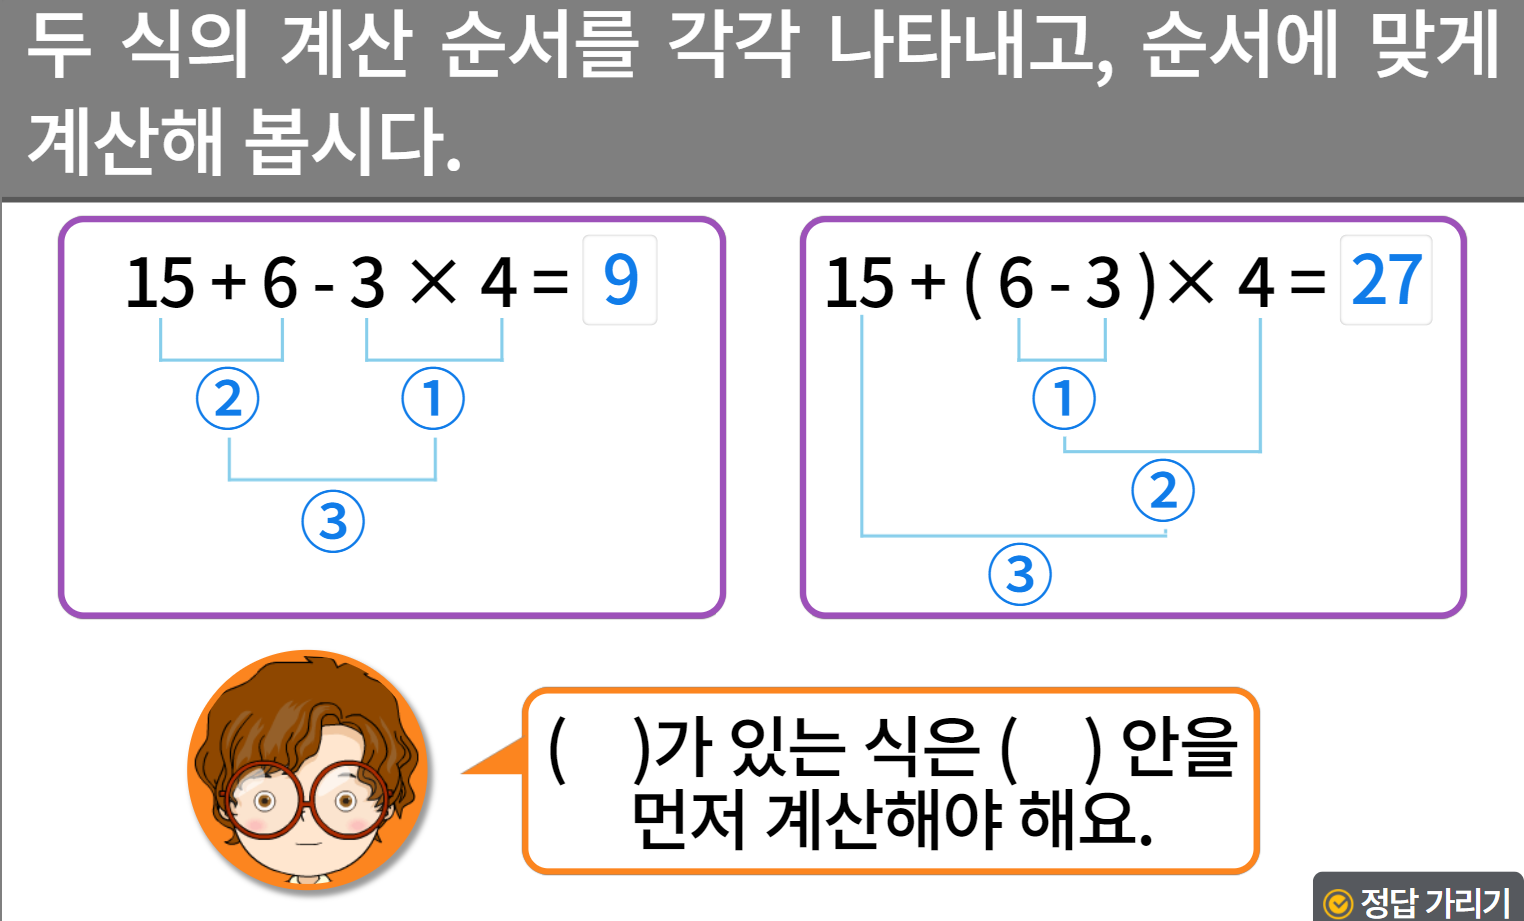 두 식의 계산 순서를 각각 나타내고, 순서에 맞게
계산해 봅시다.
15 + 6 - 3 × 4 = 9
② ①
③
15 + ( 6 - 3 ) × 4 = 27
①
②
③
( )가 있는 식은 ( ) 안을
먼저 계산해야 해요.
정답 가리기